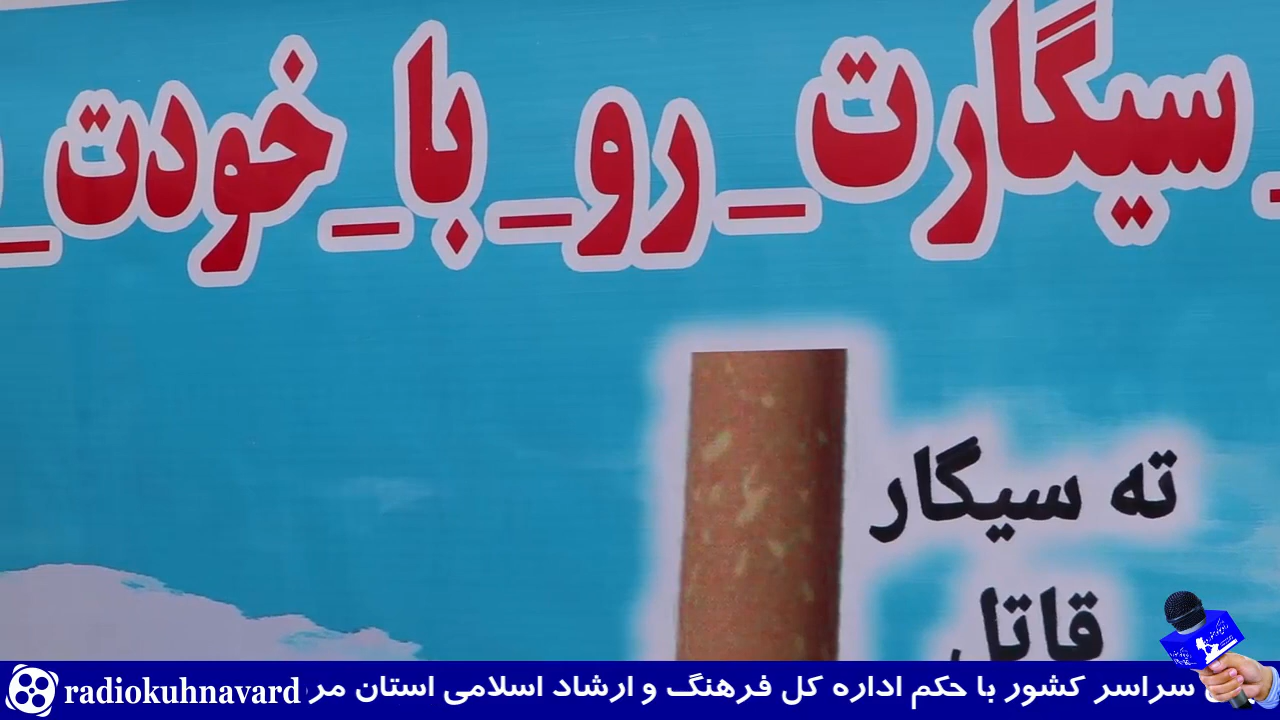 سیگارت_رو_با_خودت_
ته سیگار
قاتل
سراسر کشور با حکم اداره کل فرهنگ و ارشاد اسلامی استان مر
radiokuhnavard